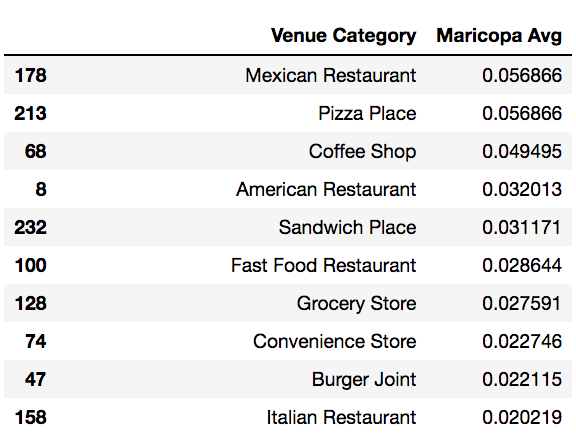 Venue Category Maricopa Avg
178 Mexican Restaurant 0.056866
213 Pizza Place 0.056866
68 Coffee Shop 0.049495
8 American Restaurant 0.032013
232 Sandwich Place 0.031171
100 Fast Food Restaurant 0.028644
128 Grocery Store 0.027591
74 Convenience Store 0.022746
47 Burger Joint 0.022115
158 Italian Restaurant 0.020219